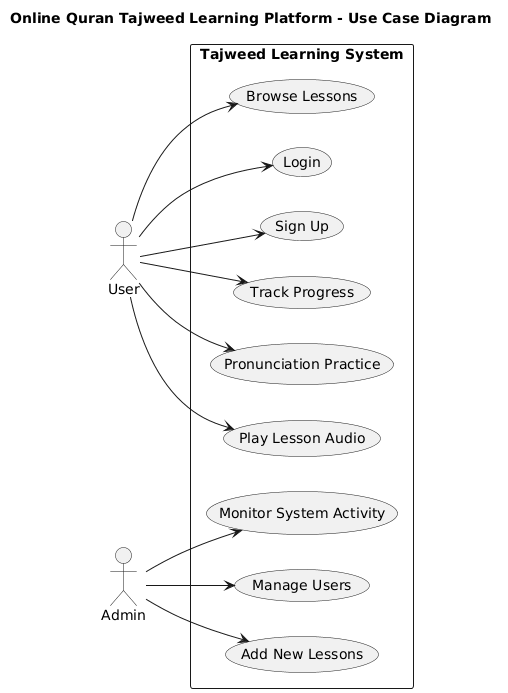 Online Quran Tajweed Learning Platform - Use Case Diagram
Tajweed Learning System
Browse Lessons
Login
Sign Up
User
Track Progress
Pronunciation Practice
Play Lesson Audio
Monitor System Activity
Manage Users
Admin
Add New Lessons